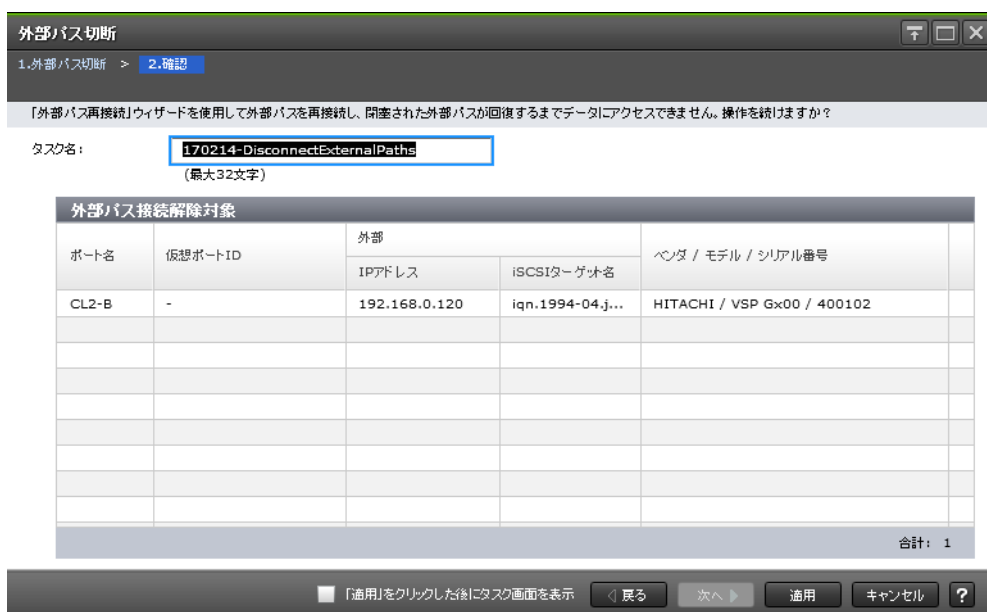 外部パス切断
1.外部パス切断 > 2.確認
「外部パス再接続」ウィザードを使用して外部パスを再接続し、閉塞された外部パスが回復するまでデータにアクセスできません。操作を続けますか？
タスク名： 170214-DisconnectExternalPaths
(最大32文字)
外部パス接続解除対象
ポート名 仮想ポートID 外部 ベンダ / モデル / シリアル番号
IPアドレス iSCSIターゲット名
CL2-B - 192.168.0.120 iqn.1994-04.j... HITACHI / VSP Gx00 / 400102
合計： 1
「適用」をクリックした後にタスク画面を表示 戻る 次へ 適用 キャンセル ?